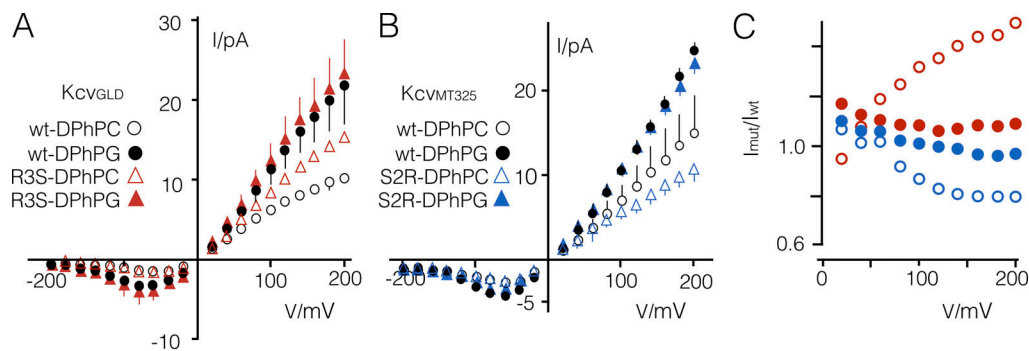 A
30
I/pA
KcvGLD
20
wt-DPhPC
wt-DPhPG
R3S-DPhPC
10
R3S-DPhPG
-200
100
200
V/mV
-10
B
I/pA
20
KcvMT325
wt-DPhPC
wt-DPhPG
S2R-DPhPC
10
S2R-DPhPG
-200
100
200
-5
V/mV
C
Imut/Iwt
1.0
0.6
0
100
200
V/mV